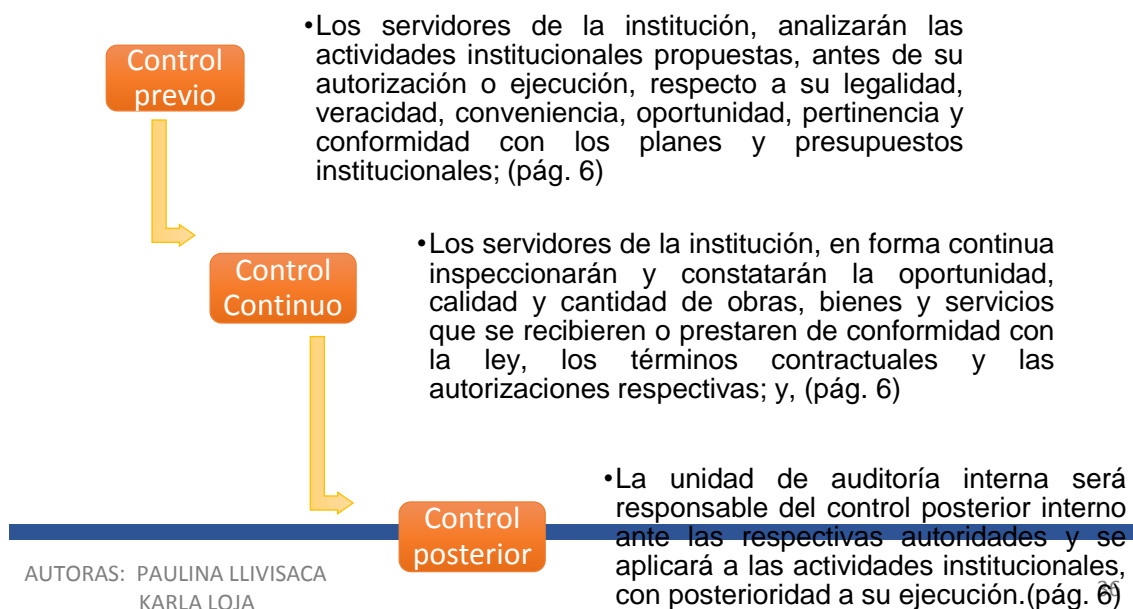 Control
previo
•Los servidores de la institución, analizarán las
actividades institucionales propuestas, antes de su
autorización o ejecución, respecto a su legalidad,
veracidad, conveniencia, oportunidad, pertinencia y
conformidad con los planes y presupuestos
institucionales; (pág. 6)
Control
Continuo
•Los servidores de la institución, en forma continua
inspeccionarán y constatarán la oportunidad,
calidad y cantidad de obras, bienes y servicios
que se recibieren o prestaren de conformidad con
la ley, los términos contractuales y las
autorizaciones respectivas; y, (pág. 6)
Control
posterior
•La unidad de auditoría interna será
responsable del control posterior interno
ante las respectivas autoridades y se
aplicará a las actividades institucionales,
con posterioridad a su ejecución.(pág. 6)
AUTORAS: PAULINA LLIVISACA
KARLA LOJA